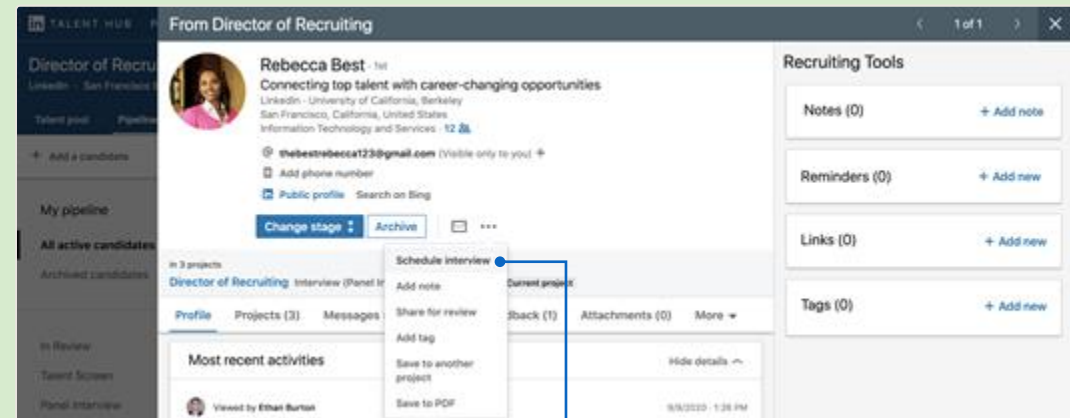 TALENT HUB
From Director of Recruiting
1 of 1
Director of Recru
LinkedIn - San Francisco
Talent pool Pipeline
+ Add a candidate
My pipeline
All active candidates
Archived candidates
In Review
Talent Screen
Panel Interview
Rebecca Best · 1st
Connecting top talent with career-changing opportunities
LinkedIn - University of California, Berkeley
San Francisco, California, United States
Information Technology and Services · 12
thebestrebecca123@gmail.com (Visible only to you) +
Add phone number
Public profile Search on Bing
Change stage Archive
In 3 projects
Director of Recruiting Interview (Panel In
Current project
Profile Projects (3) Messages dback (1) Attachments (0) More
Schedule interview
Add note
Share for review
Add tag
Save to another
project
Save to PDF
Most recent activities Hide details
Viewed by Ethan Burton 9/9/2020 · 1:26 PM
Recruiting Tools
Notes (0) + Add note
Reminders (0) + Add new
Links (0) + Add new
Tags (0) + Add new